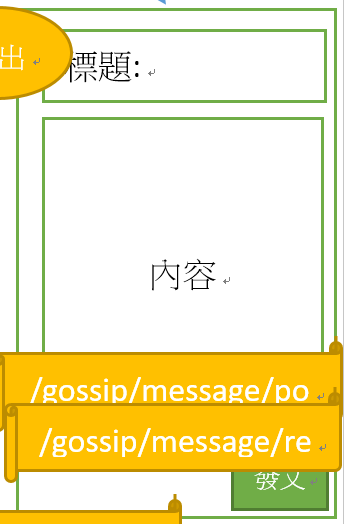 出
標題:
內容
/gossip/message/po
/gossip/message/re
發文